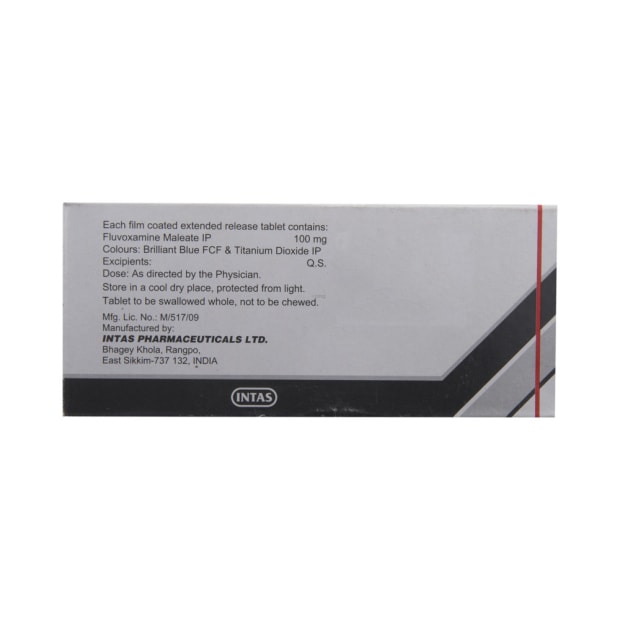 Each film coated extended release tablet contains:
Fluvoxamine Maleate IP 100 mg
Colours: Brilliant Blue FCF & Titanium Dioxide IP
Excipients: Q.S.
Dose: As directed by the Physician.
Store in a cool dry place, protected from light.
Tablet to be swallowed whole, not to be chewed.
Mfg. Lic. No.: M/517/09
Manufactured by:
INTAS PHARMACEUTICALS LTD.
Bhagey Khola, Rangpo,
East Sikkim-737 132, INDIA
INTAS